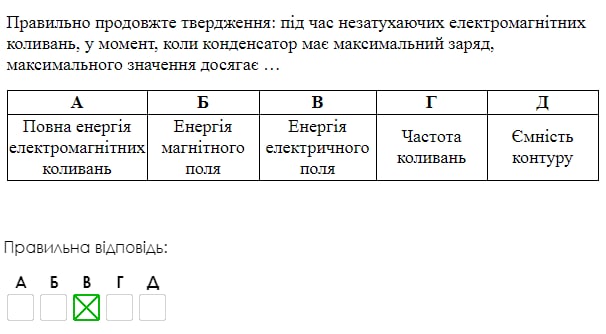 Правильно продовжте твердження: під час незатухаючих електромагнітних
коливань, у момент, коли конденсатор має максимальний заряд,
максимального значення досягає …
А Б В Г Д
Повна енергія
електромагнітних
коливань
Енергія
магнітного
поля
Енергія
електричного
поля
Частота
коливань
Ємність
контуру
Правильна відповідь:
А Б В Г Д